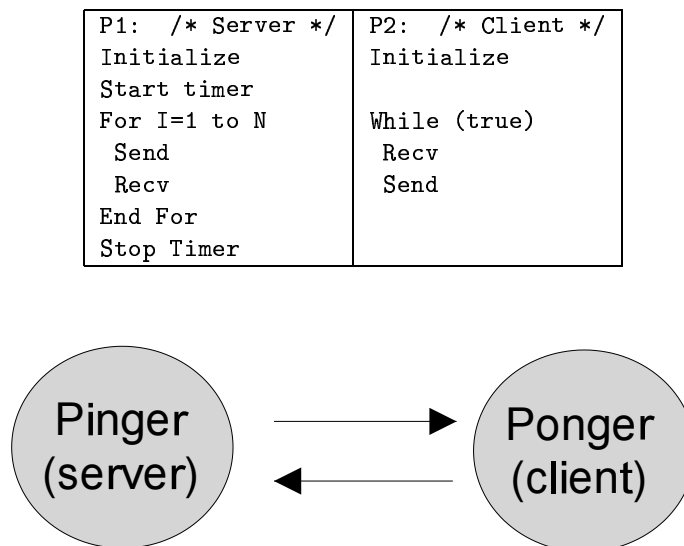 P1: /* Server */
Initialize
Start timer
For I=1 to N
Send
Recv
End For
Stop Timer
P2: /* Client */
Initialize
While (true)
Recv
Send
Pinger
(server)
Ponger
(client)